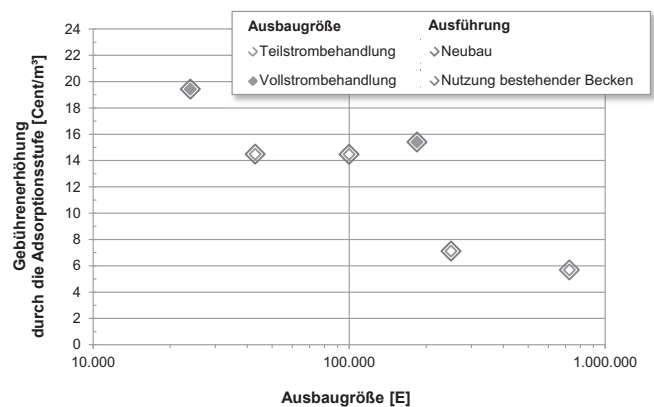 Ausbaugröße Ausführung
Teilstrombehandlung Neubau
Vollstrombehandlung Nutzung bestehender Becken
Gebührenerhöhung
durch die Adsorptionsstufe [Cent/m³]
24
22
20
18
16
14
12
10
8
6
4
2
0
10.000 100.000 1.000.000
Ausbaugröße [E]